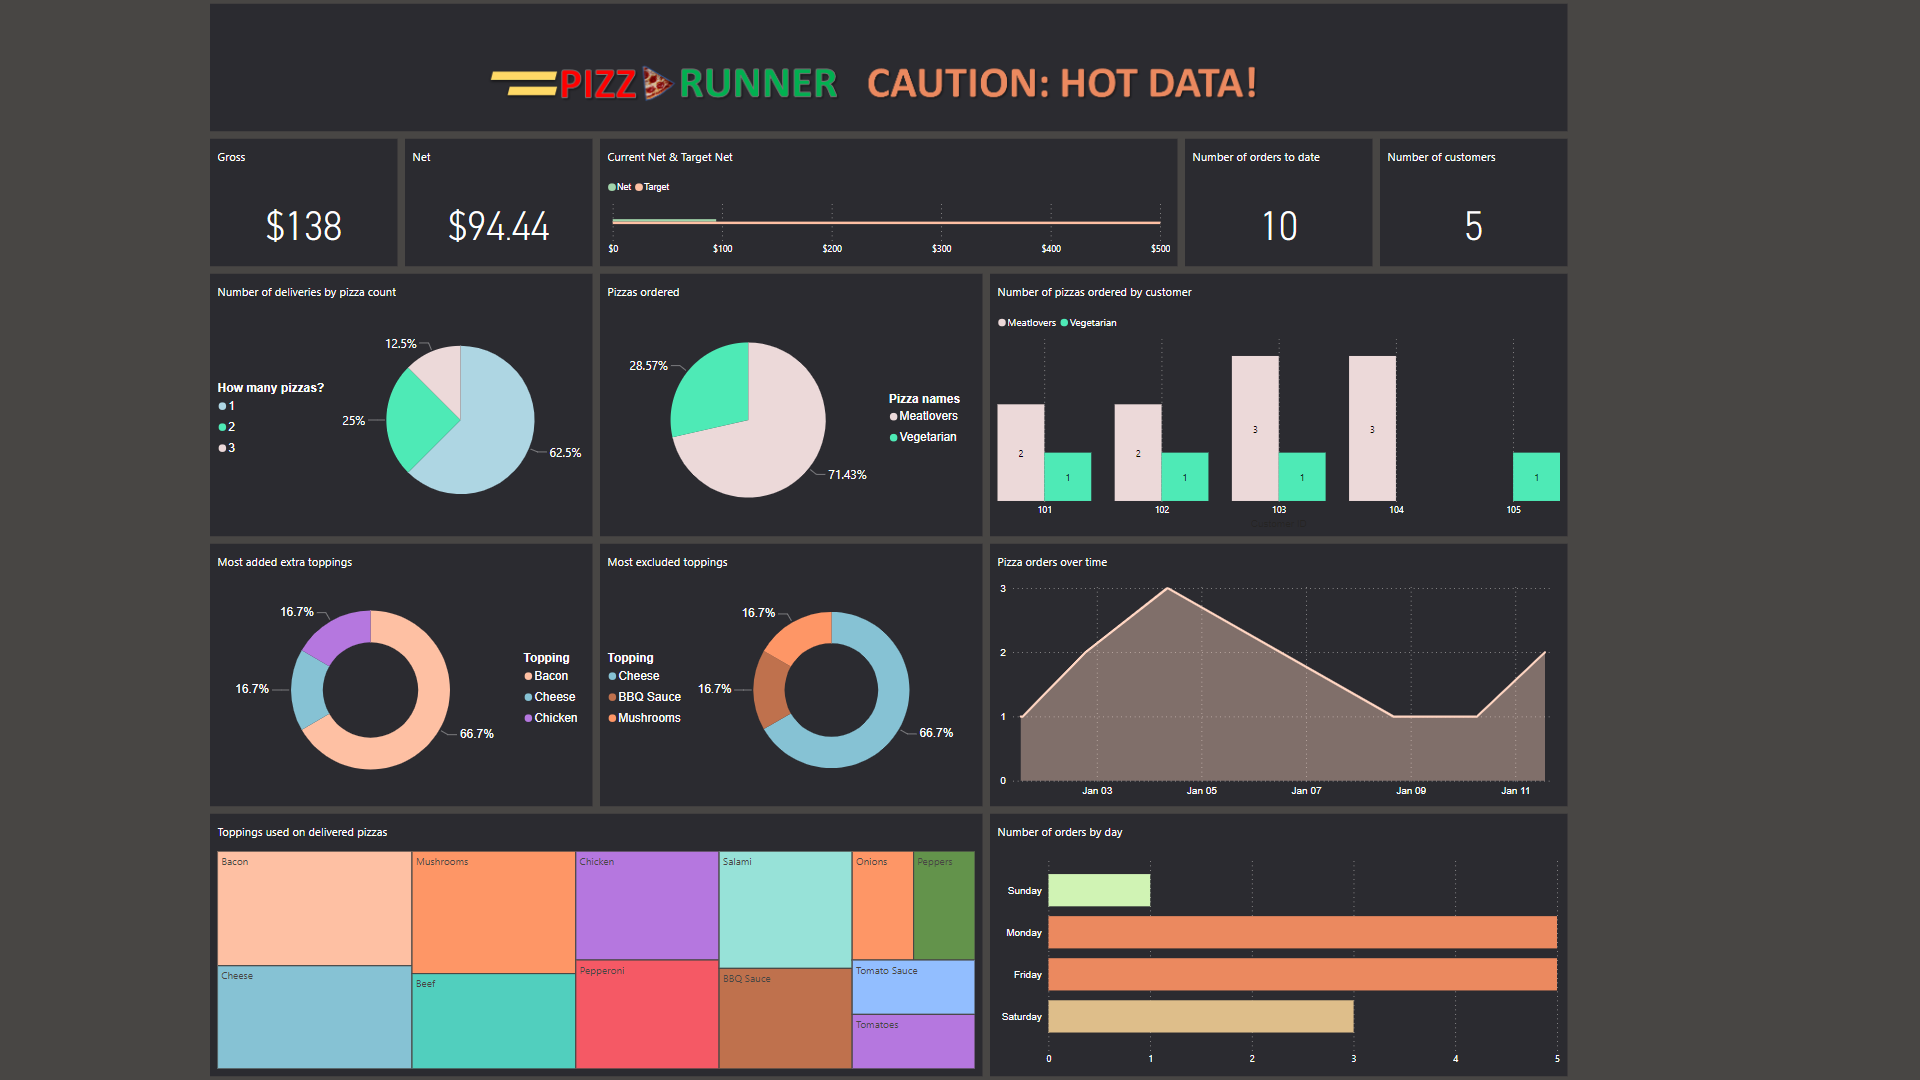 PIZZ RUNNER CAUTION: HOT DATA!
Gross
$138
Net
$94.44
Current Net & Target Net
Net Target
$0 $100 $200 $300 $400 $500
Number of orders to date
10
Number of customers
5
Number of deliveries by pizza count
How many pizzas?
1
2
3
12.5%
25%
62.5%
Pizzas ordered
28.57%
71.43%
Pizza names
Meatlovers
Vegetarian
Number of pizzas ordered by customer
Meatlovers Vegetarian
2 1 2 1 3 1 3 1
101 102 103 104 105
Customer ID
Most added extra toppings
16.7%
16.7%
66.7%
Topping
Bacon
Cheese
Chicken
Most excluded toppings
Topping
Cheese
BBQ Sauce
Mushrooms
16.7%
16.7%
66.7%
Pizza orders over time
3
2
1
0
Jan 03 Jan 05 Jan 07 Jan 09 Jan 11
Toppings used on delivered pizzas
Bacon Mushrooms Chicken Salami Onions Peppers
Cheese Beef Pepperoni BBQ Sauce Tomato Sauce
Tomatoes
Number of orders by day
Sunday
Monday
Friday
Saturday
0 1 2 3 4 5